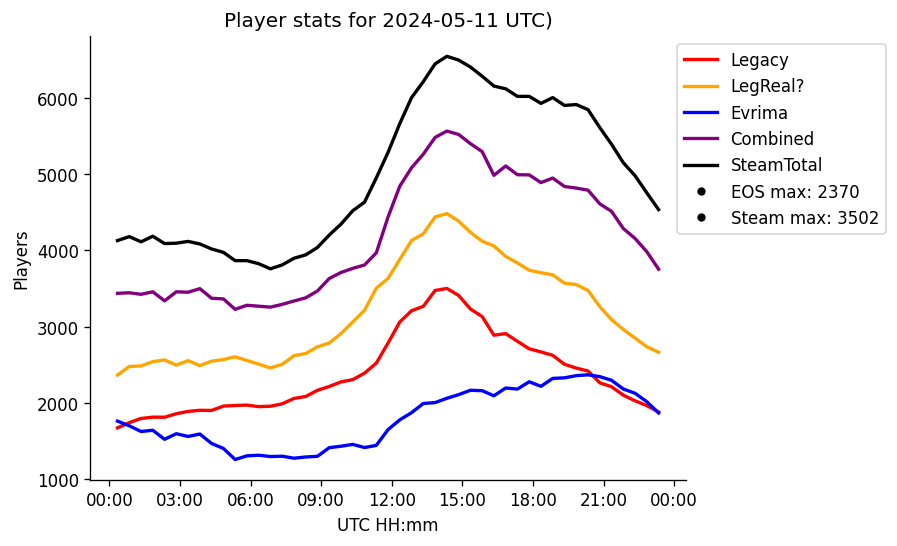 Player stats for 2024-05-11 UTC)
Legacy
LegReal?
Evrima
Combined
SteamTotal
EOS max: 2370
Steam max: 3502
Players
6000
5000
4000
3000
2000
1000
00:00 03:00 06:00 09:00 12:00 15:00 18:00 21:00 00:00
UTC HH:mm